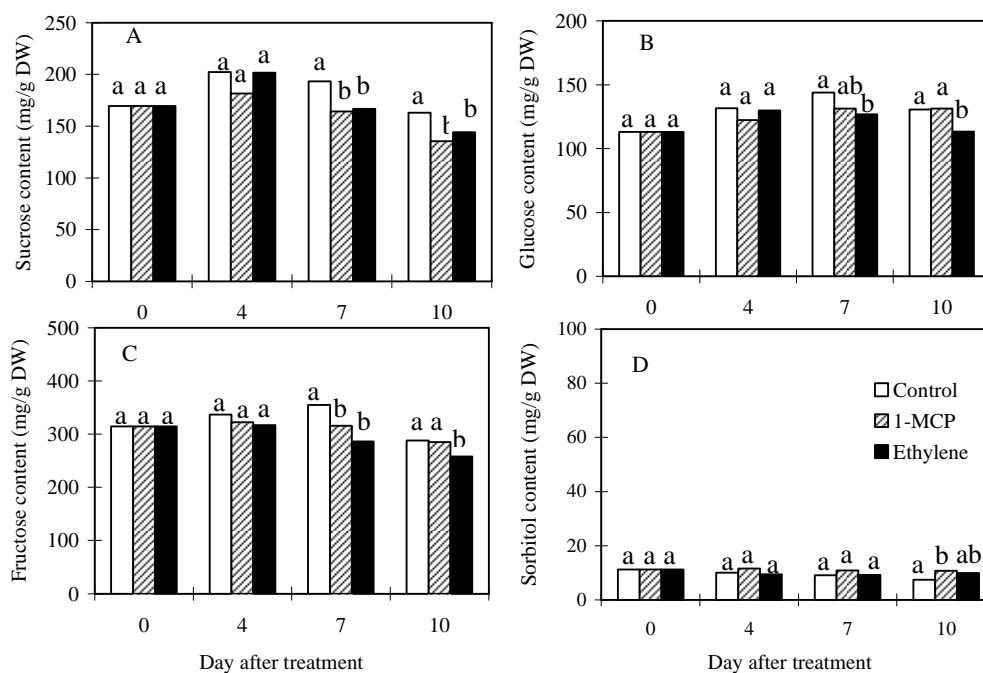 A
Sucrose content (mg/g DW)
250
200
150
100
50
0
a a a
a a a
a b b
a b b
0 4 7 10
B
Glucose content (mg/g DW)
200
150
100
50
0
a a a
a a a
a ab b
a a b
0 4 7 10
C
Fructose content (mg/g DW)
500
400
300
200
100
0
a a a
a a a
a b b
a a b
0 4 7 10
Day after treatment
D
Sorbitol content (mg/g DW)
100
80
60
40
20
0
Control
1-MCP
Ethylene
a a a
a a a
a a a
a b ab
0 4 7 10
Day after treatment